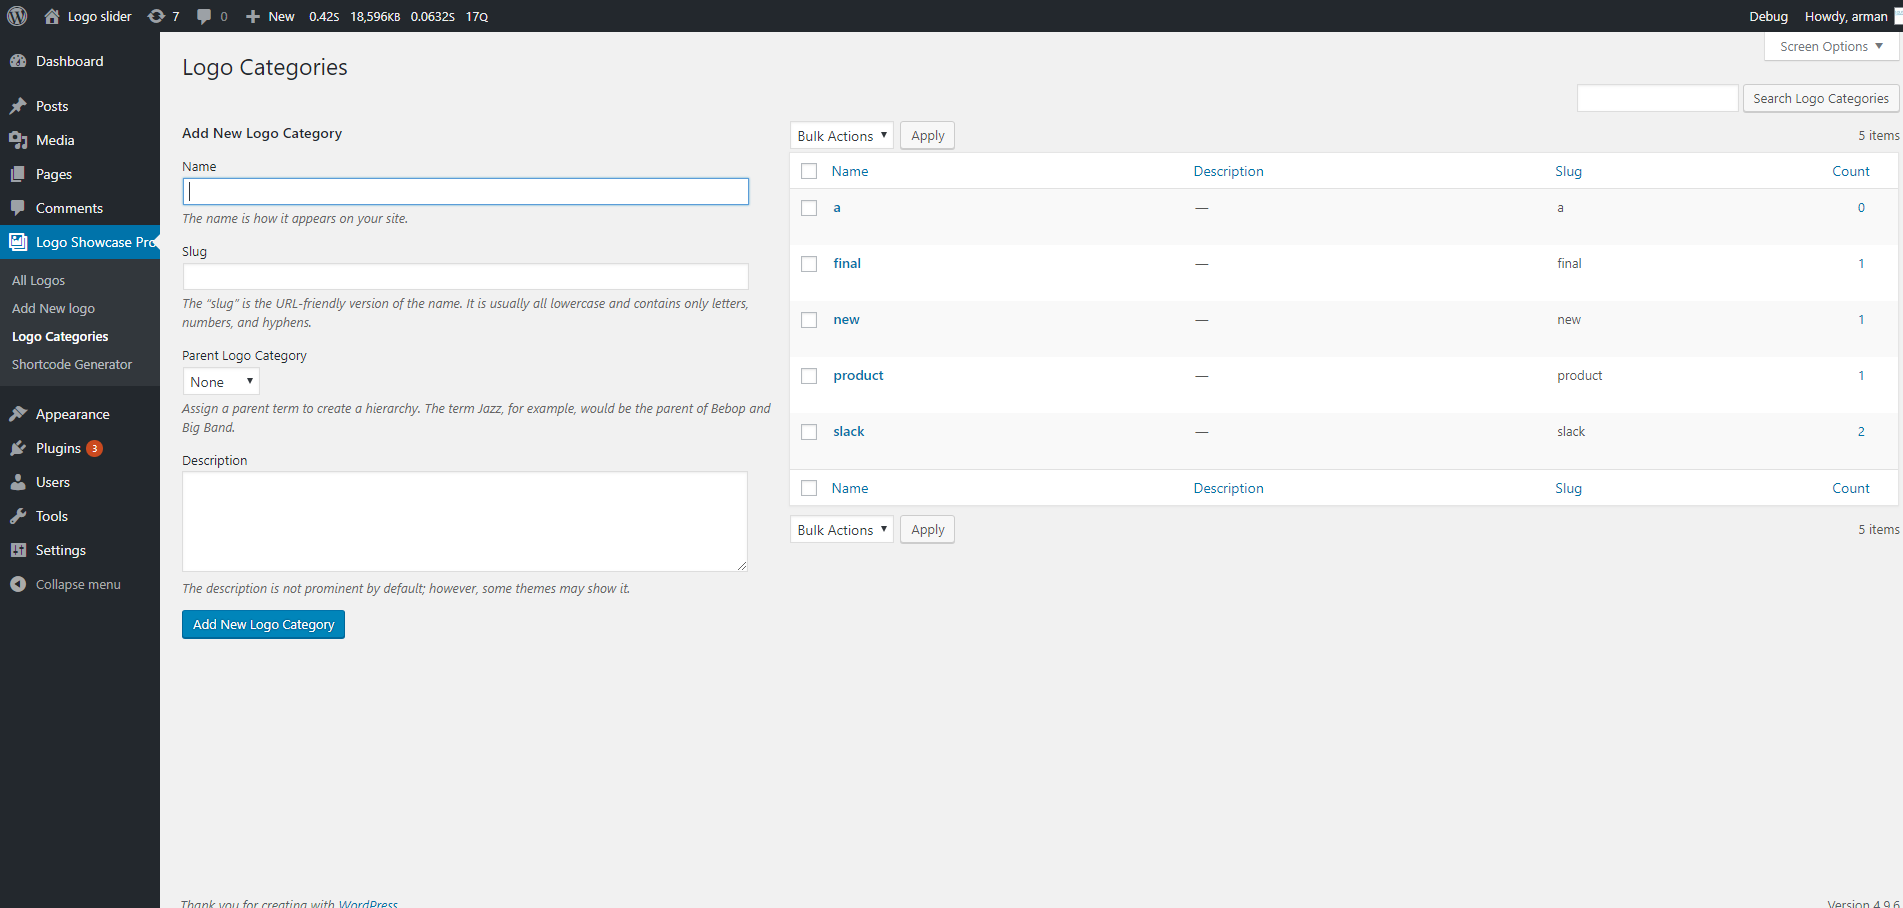 Logo slider 7 0 New 0.42S 18,596KB 0.0632S 17Q Debug Howdy, arman
Screen Options
Dashboard
Posts
Media
Pages
Comments
Logo Showcase Pro
All Logos
Add New logo
Logo Categories
Shortcode Generator
Appearance
Plugins 3
Users
Tools
Settings
Collapse menu
Logo Categories
Search Logo Categories
Add New Logo Category
Name
The name is how it appears on your site.
Slug
The “slug” is the URL-friendly version of the name. It is usually all lowercase and contains only letters,
numbers, and hyphens.
Parent Logo Category
None
Assign a parent term to create a hierarchy. The term Jazz, for example, would be the parent of Bebop and
Big Band.
Description
The description is not prominent by default; however, some themes may show it.
Add New Logo Category
Bulk Actions Apply 5 items
Name Description Slug Count
a — a 0
final — final 1
new — new 1
product — product 1
slack — slack 2
Name Description Slug Count
Bulk Actions Apply 5 items
Thank you for creating with WordPress
Version 4.9.6